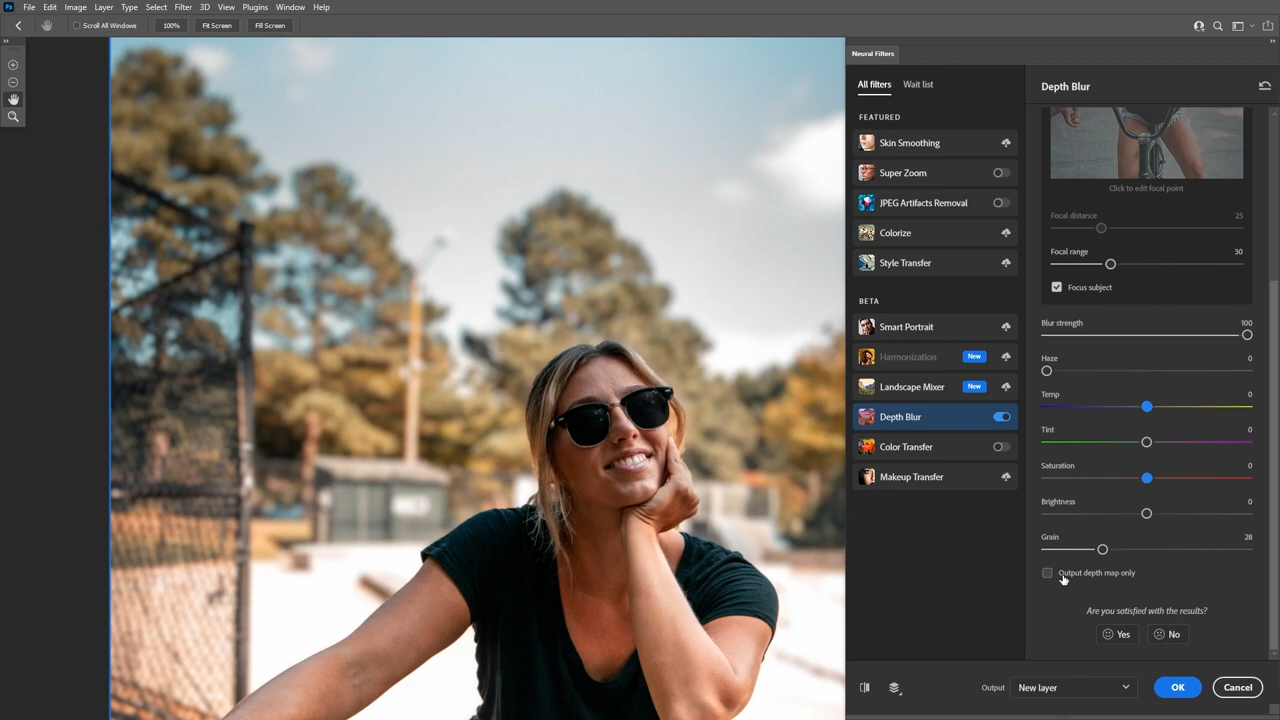 Ps File Edit Image Layer Type Select Filter 3D View Plugins Window Help
Scroll All Windows 100% Fit Screen Fill Screen
Neural Filters
All filters Wait list
FEATURED
Skin Smoothing
Super Zoom
JPEG Artifacts Removal
Colorize
Style Transfer
BETA
Smart Portrait
Harmonization New
Landscape Mixer New
Depth Blur
Color Transfer
Makeup Transfer
Depth Blur
Click to edit focal point
Focal distance 25
Focal range 30
Focus subject
Blur strength 100
Haze 0
Temp 0
Tint 0
Saturation 0
Brightness 0
Grain 28
Output depth map only
Are you satisfied with the results?
Yes No
Output New layer OK Cancel